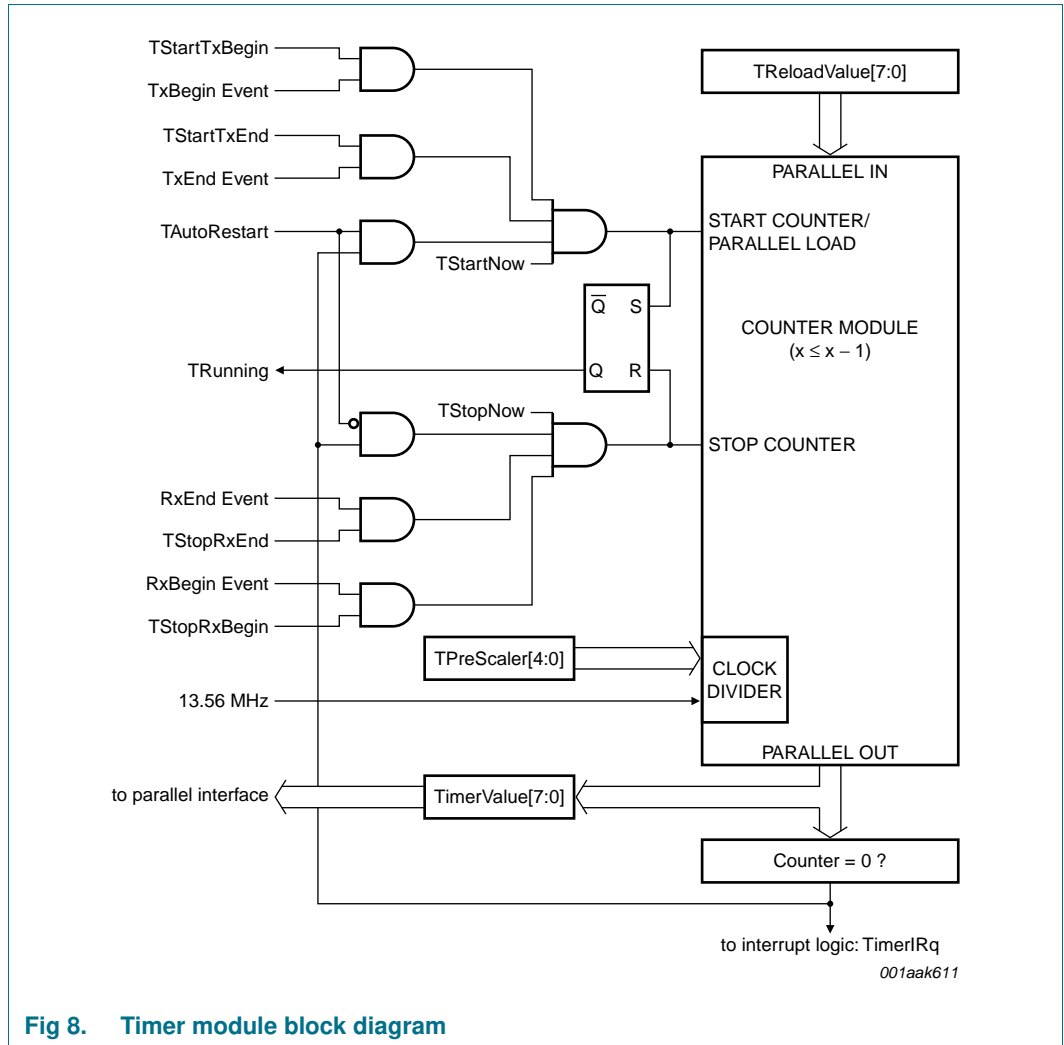 TStartTxBegin
TxBegin Event
TReloadValue[7:0]
TStartTxEnd
TxEnd Event
PARALLEL IN
TAutoRestart
START COUNTER/
PARALLEL LOAD
TStartNow
Q S
COUNTER MODULE
(x ≤ x − 1)
TRunning
Q R
TStopNow
STOP COUNTER
RxEnd Event
TStopRxEnd
RxBegin Event
TStopRxBegin
TPreScaler[4:0]
CLOCK
DIVIDER
13.56 MHz
PARALLEL OUT
to parallel interface
TimerValue[7:0]
Counter = 0 ?
to interrupt logic: TimerIRq
001aak611
Fig 8. Timer module block diagram